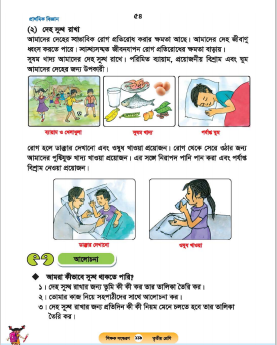 প্রাথমিক বিজ্ঞান
৫৪
(২) দেহ সুস্থ রাখা
আমাদের দেহের স্বাভাবিক রোগ প্রতিরোধ করার ক্ষমতা আছে। আমাদের দেহ জীবাণু
ধ্বংস করতে পারে। স্বাস্থ্যসম্মত জীবনযাপন রোগ প্রতিরোধের ক্ষমতা বাড়ায়।
সুষম খাদ্য আমাদের দেহ সুস্থ রাখে। পরিমিত ব্যায়াম, প্রয়োজনীয় বিশ্রাম এবং ঘুম
আমাদের দেহের জন্য উপকারী।
ব্যায়াম ও খেলাধুলা
সুষম খাদ্য
পর্যাপ্ত ঘুম
রোগ হলে ডাক্তার দেখানো এবং ওষুধ খাওয়া প্রয়োজন। রোগ থেকে সেরে ওঠার জন্য
আমাদের পুষ্টিযুক্ত খাদ্য খাওয়া প্রয়োজন। এর সঙ্গে নিরাপদ পানি পান করা এবং পর্যাপ্ত
বিশ্রাম নেওয়া প্রয়োজন।
ডাক্তার দেখানো
ওষুধ খাওয়া
আলোচনা
আমরা কীভাবে সুস্থ থাকতে পারি?
১। দেহ সুস্থ রাখার জন্য তুমি কী কী কর তার তালিকা তৈরি কর।
২। তোমার কাজ নিয়ে সহপাঠীদের সাথে আলোচনা কর।
৩। দেহ সুস্থ রাখার জন্য প্রতিদিন কী কী নিয়ম মেনে চলতে হবে তার তালিকা
তৈরি কর।
শিক্ষক সংস্করণ
তৃতীয় শ্রেণি